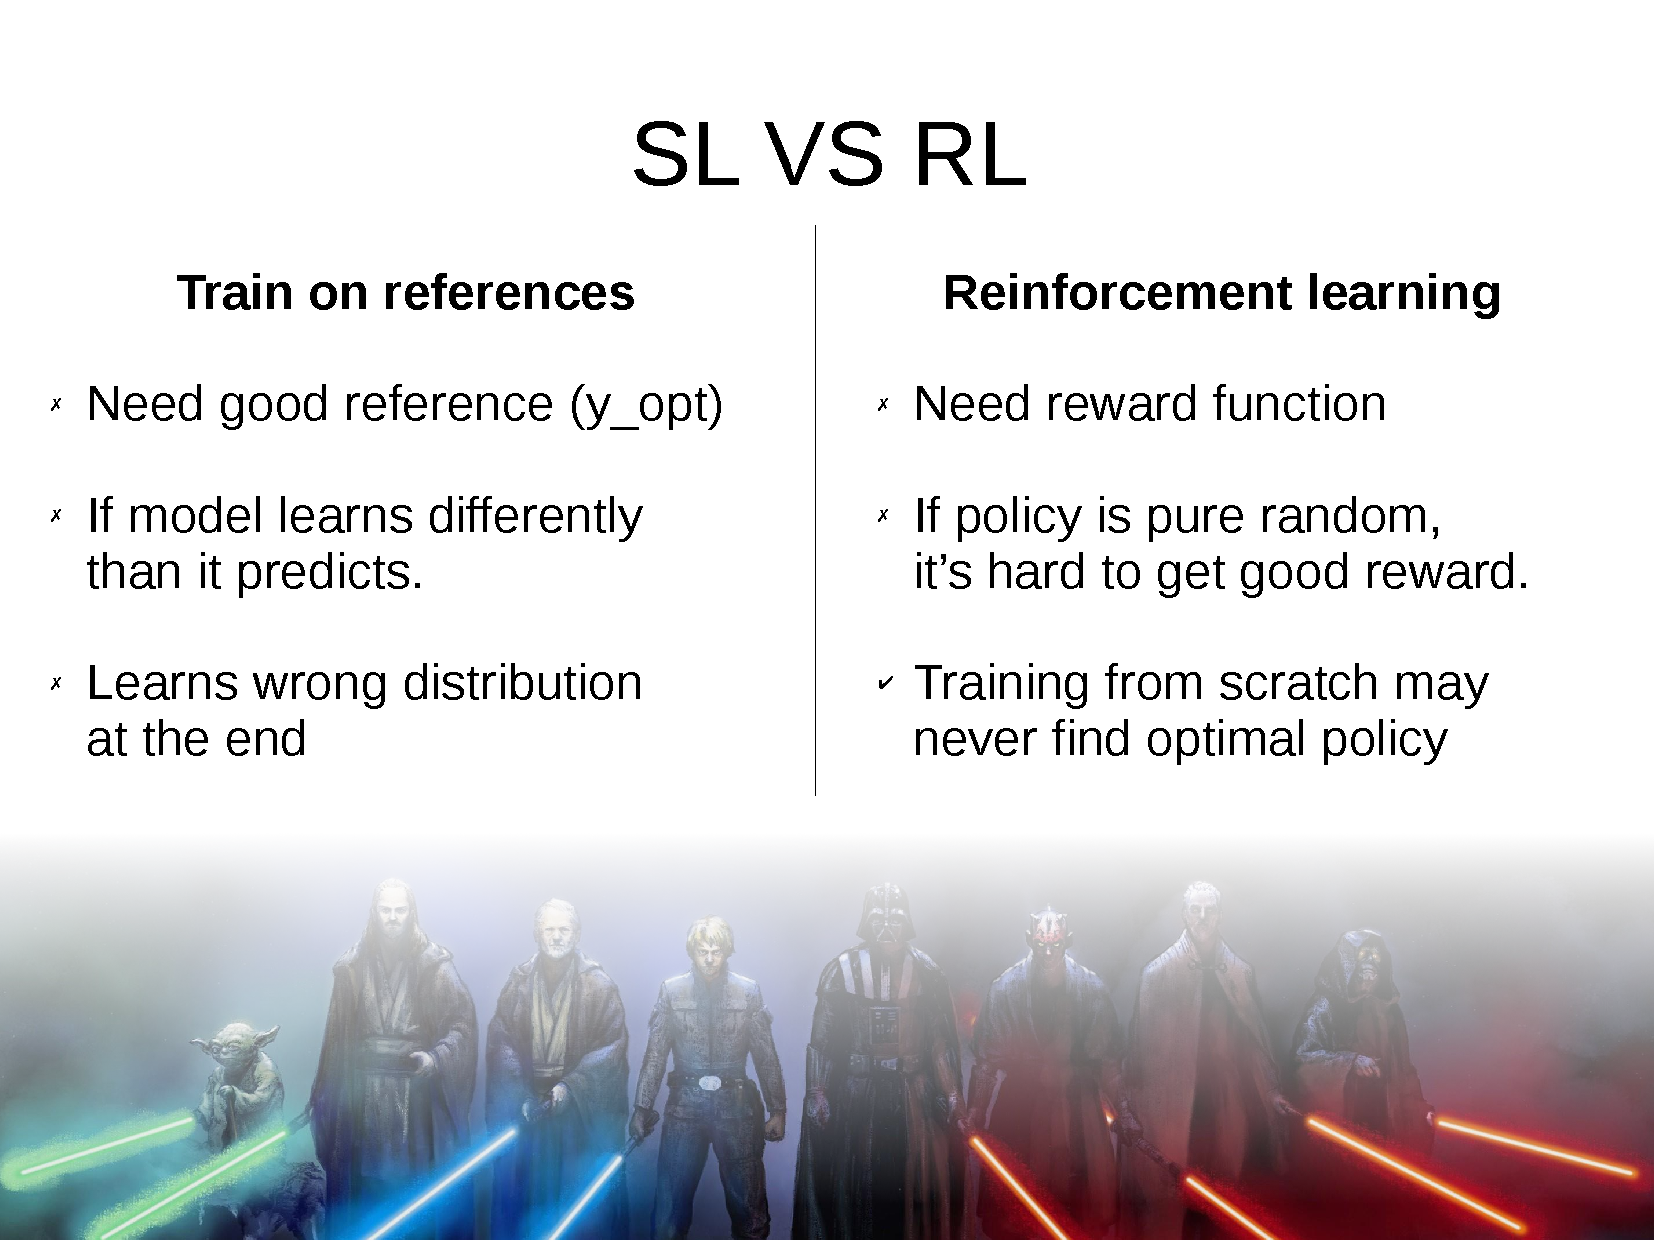 SL VS RL
Train on references
✗ Need good reference (y_opt)
✗ If model learns differently
than it predicts.
✗ Learns wrong distribution
at the end
Reinforcement learning
✗ Need reward function
✗ If policy is pure random,
it’s hard to get good reward.
✔ Training from scratch may
never find optimal policy